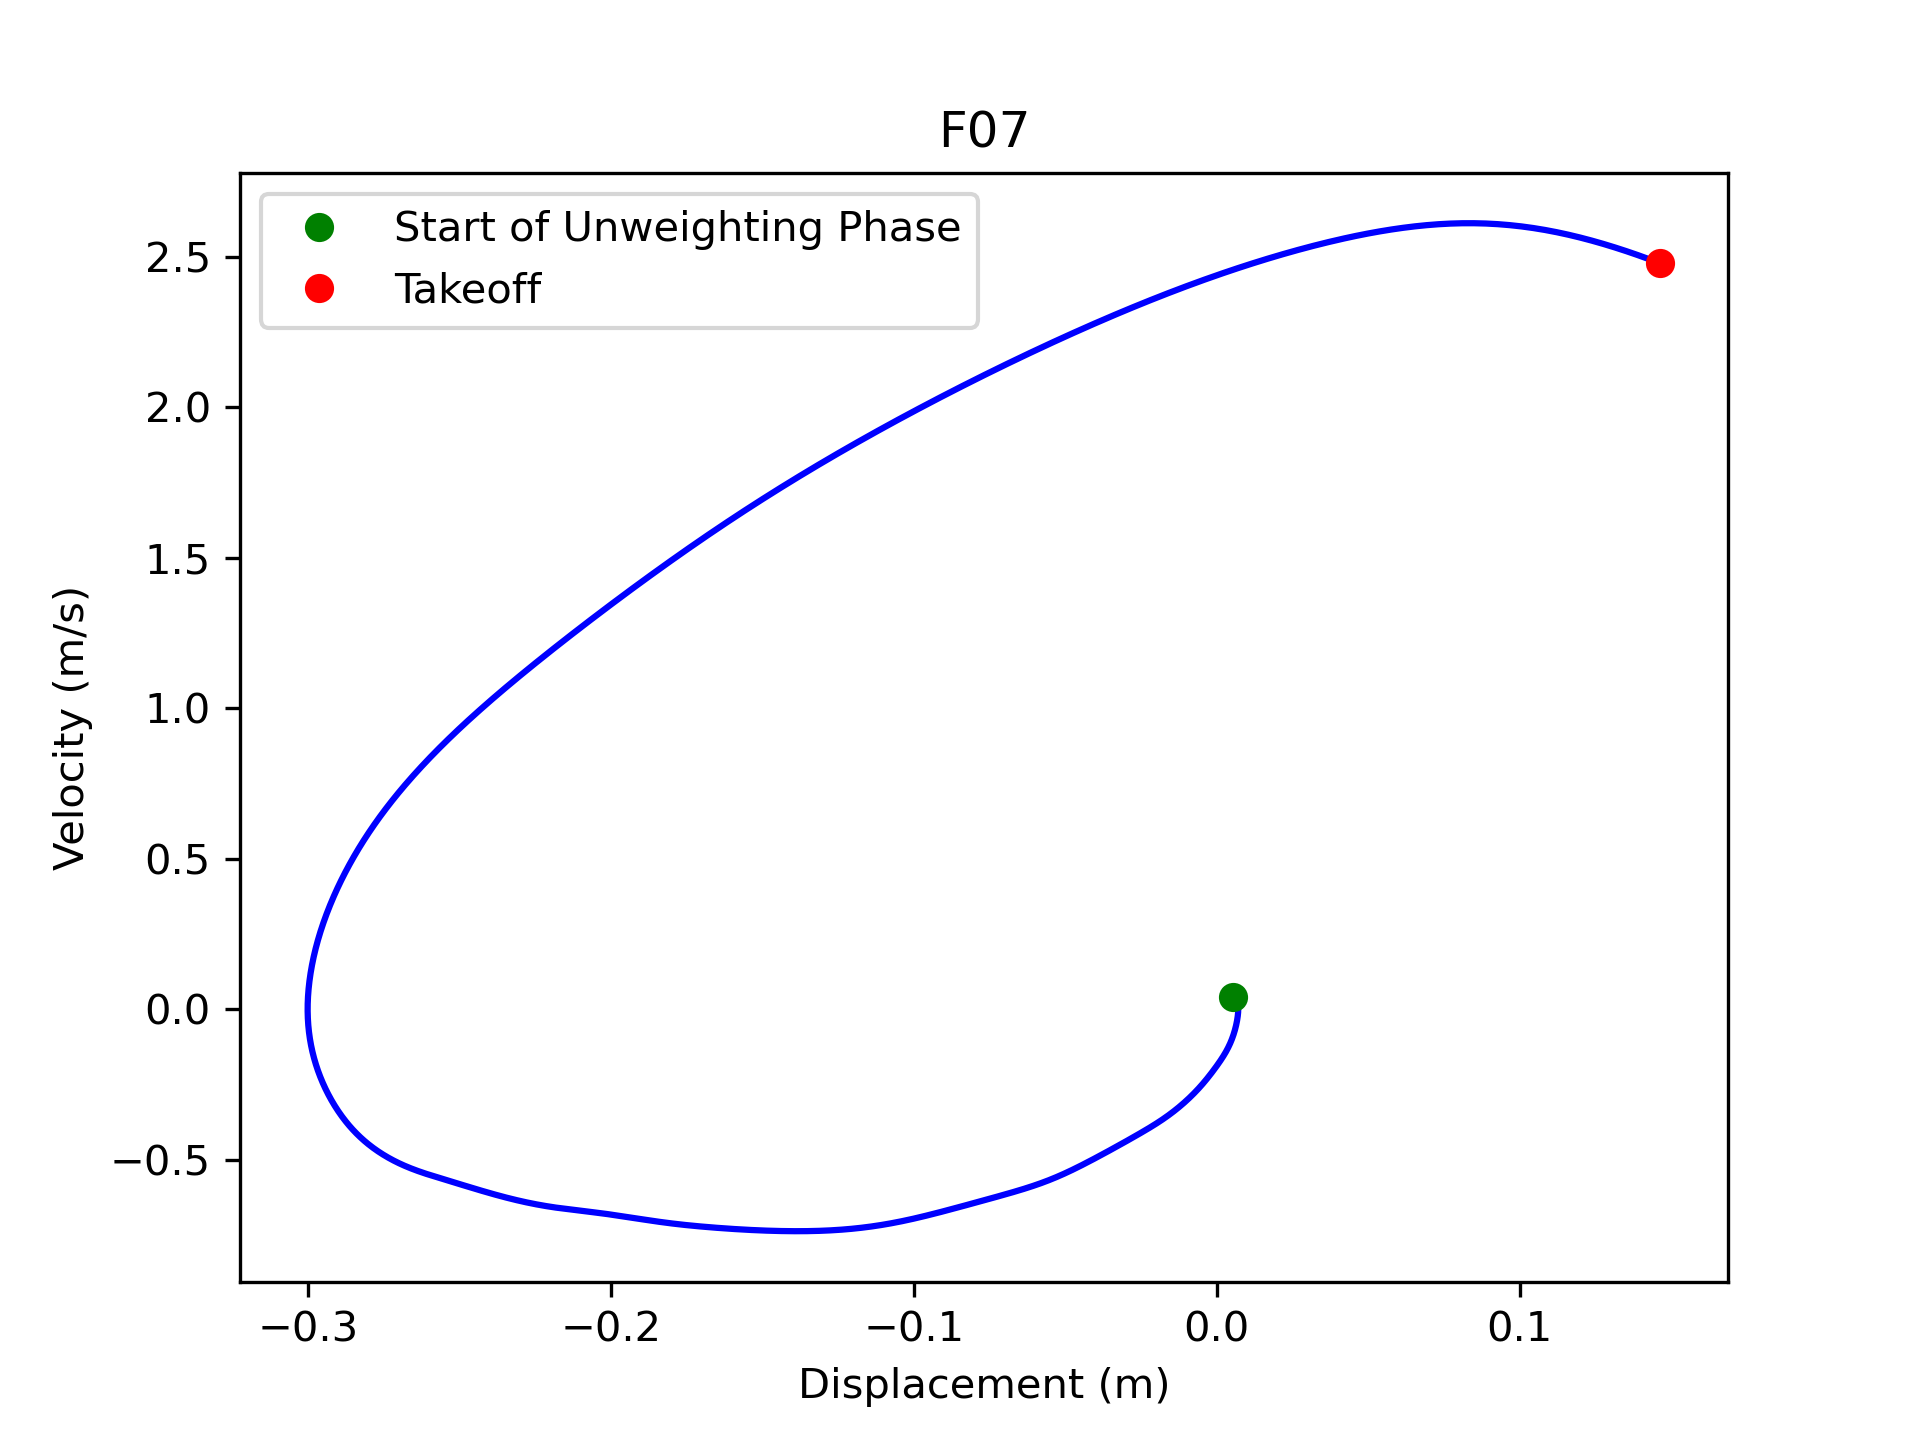 F07
Start of Unweighting Phase
Takeoff
2.5
2.0
1.5
1.0
0.5
0.0
−0.5
Velocity (m/s)
−0.3 −0.2 −0.1 0.0 0.1
Displacement (m)